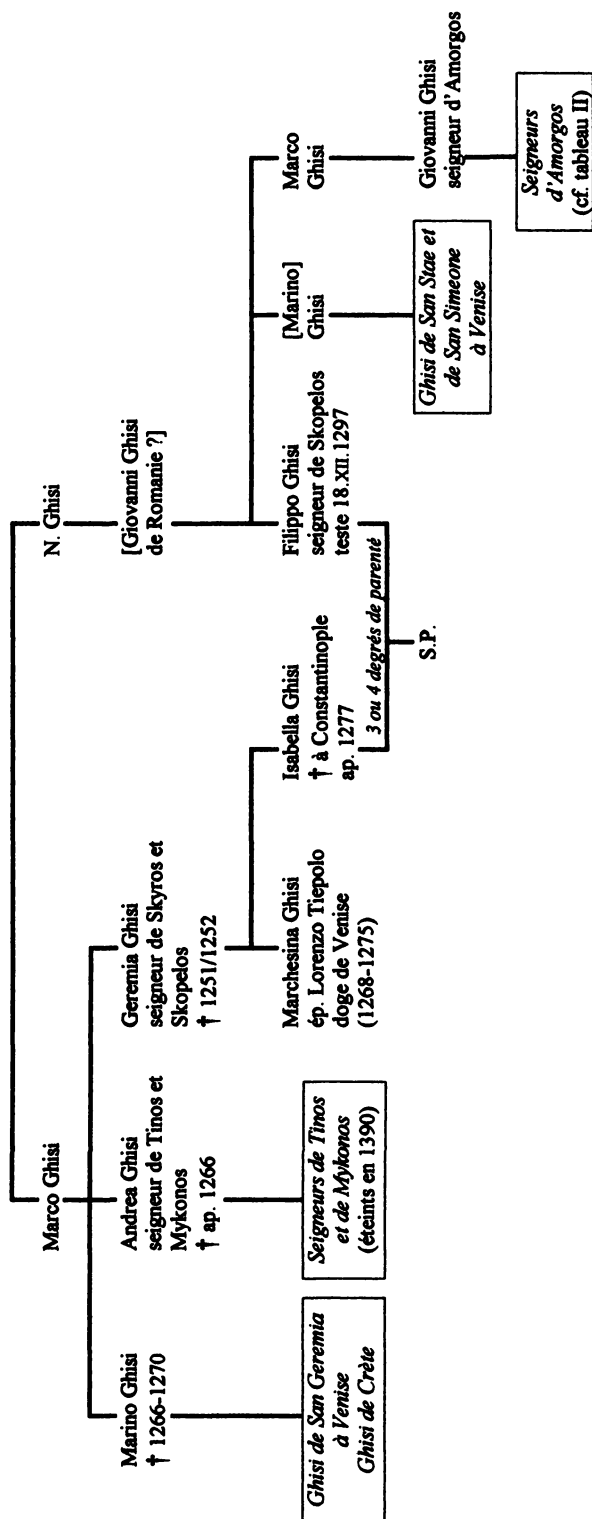 Marco Ghisi
N. Ghisi
Marino Ghisi
† 1266-1270
Andrea Ghisi
seigneur de Tinos et
Mykonos
† ap. 1266
Geremia Ghisi
seigneur de Skyros et
Skopelos
† 1251/1252
[Giovanni Ghisi
de Romanie ?]
Marchesina Ghisi
ép. Lorenzo Tiepolo
doge de Venise
(1268-1275)
Isabella Ghisi
† à Constantinople
ap. 1277
Filippo Ghisi
seigneur de Skopelos
teste 18.XII.1297
[Marino]
Ghisi
Marco
Ghisi
3 ou 4 degrés de parenté
S.P.
Giovanni Ghisi
seigneur d'Amorgos
Ghisi de San Geremia
à Venise
Ghisi de Crète
Seigneurs de Tinos
et de Mykonos
(éteints en 1390)
Ghisi de San Stae et
de San Simeone
à Venise
Seigneurs
d'Amorgos
(cf. tableau II)